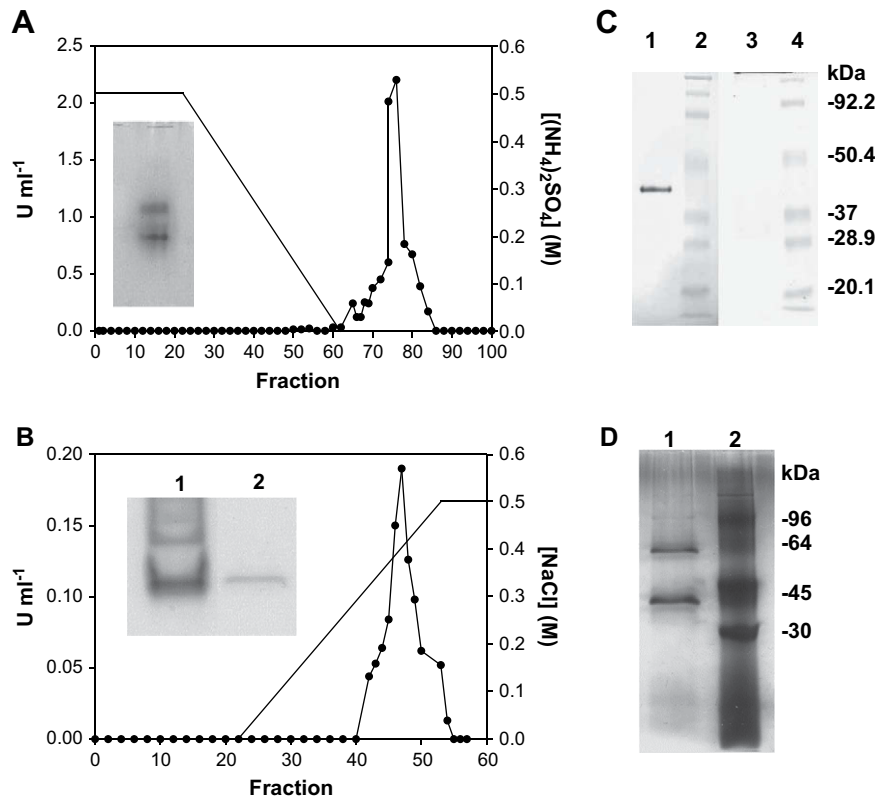 A
2.5
2.0
1.5
1.0
0.5
0.0
U ml-1
0.6
0.5
0.4
0.3
0.2
0.1
0.0
[(NH4)2SO4] (M)
0 10 20 30 40 50 60 70 80 90 100
Fraction
B
0.20
0.15
0.10
0.05
0.00
U ml-1
1 2
0.6
0.5
0.4
0.3
0.2
0.1
0.0
[NaCl] (M)
0 10 20 30 40 50 60
Fraction
C
1 2 3 4
kDa
-92.2
-50.4
-37
-28.9
-20.1
D
1 2
kDa
-96
-64
-45
-30